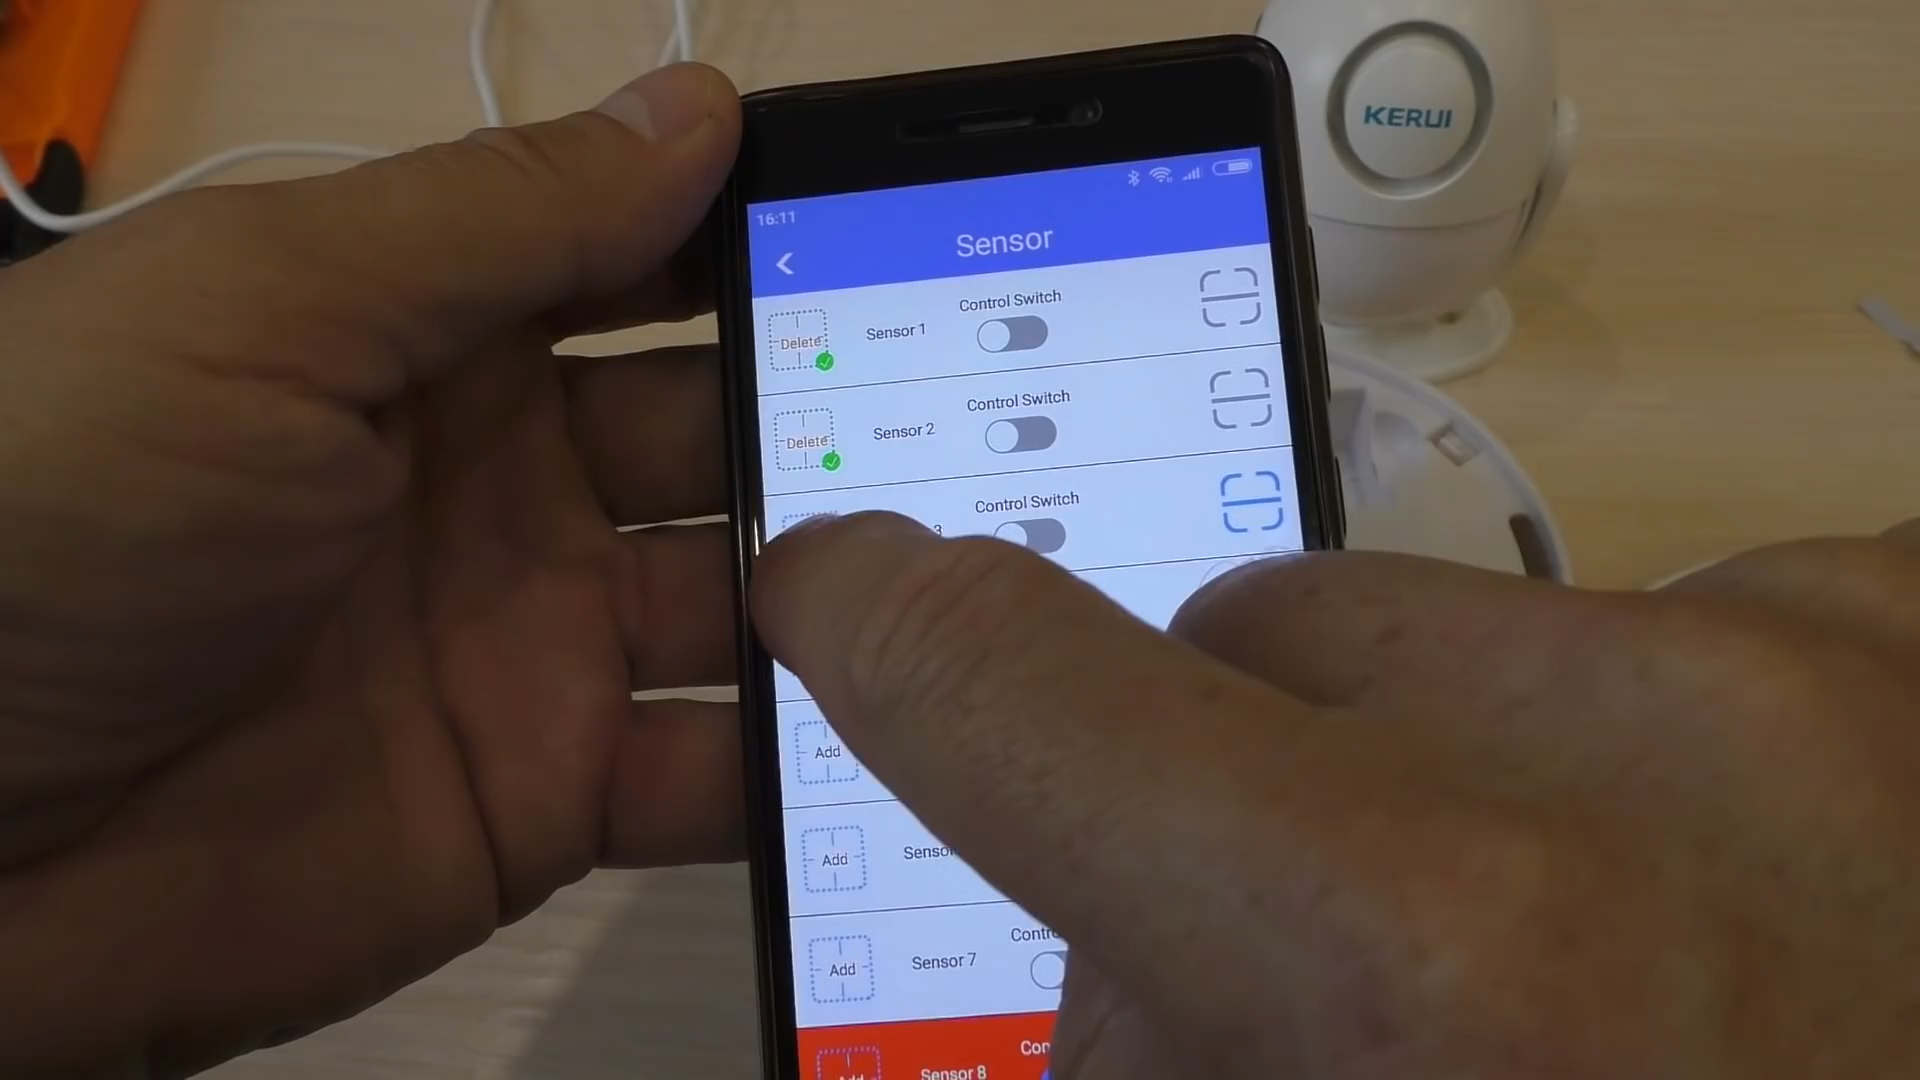 KERUI
16:11
Sensor
Control Switch
Delete
Sensor 1
Control Switch
Delete
Sensor 2
Control Switch
3
Add
Add
Sensor 7
Add
Sensor 8